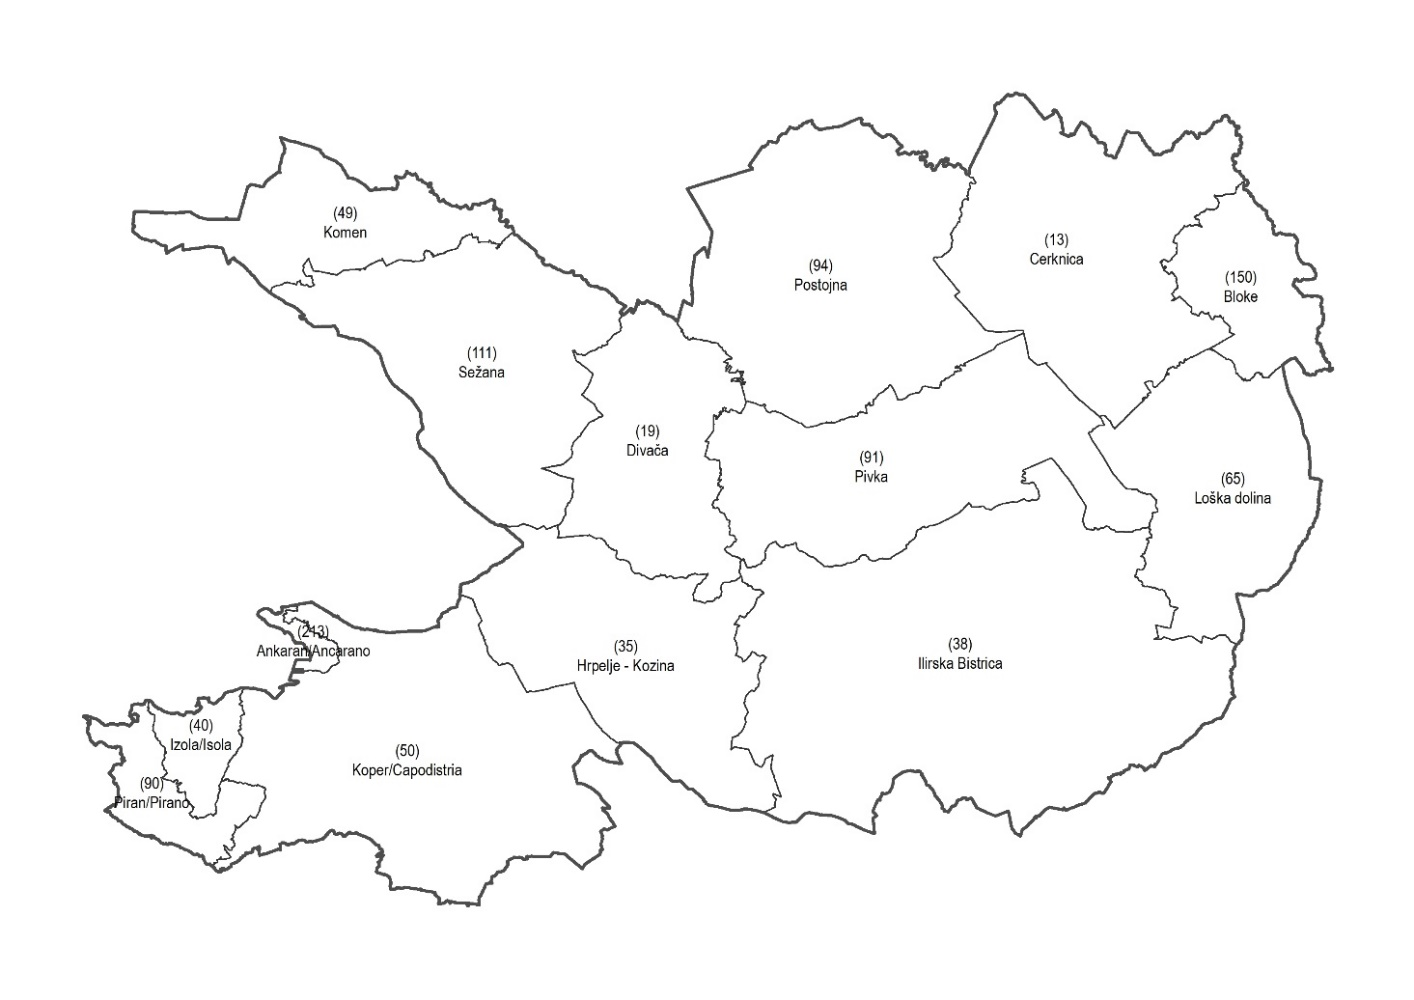 (49)
Komen
(13)
Cerknica
(94)
Postojna
(150)
Bloke
(111)
Sežana
(19)
Divača
(91)
Pivka
(65)
Loška dolina
(213)
Ankaran/Ancarano
(35)
Hrpelje - Kozina
(38)
Ilirska Bistrica
(40)
Izola/Isola
(50)
Koper/Capodistria
(90)
Piran/Pirano